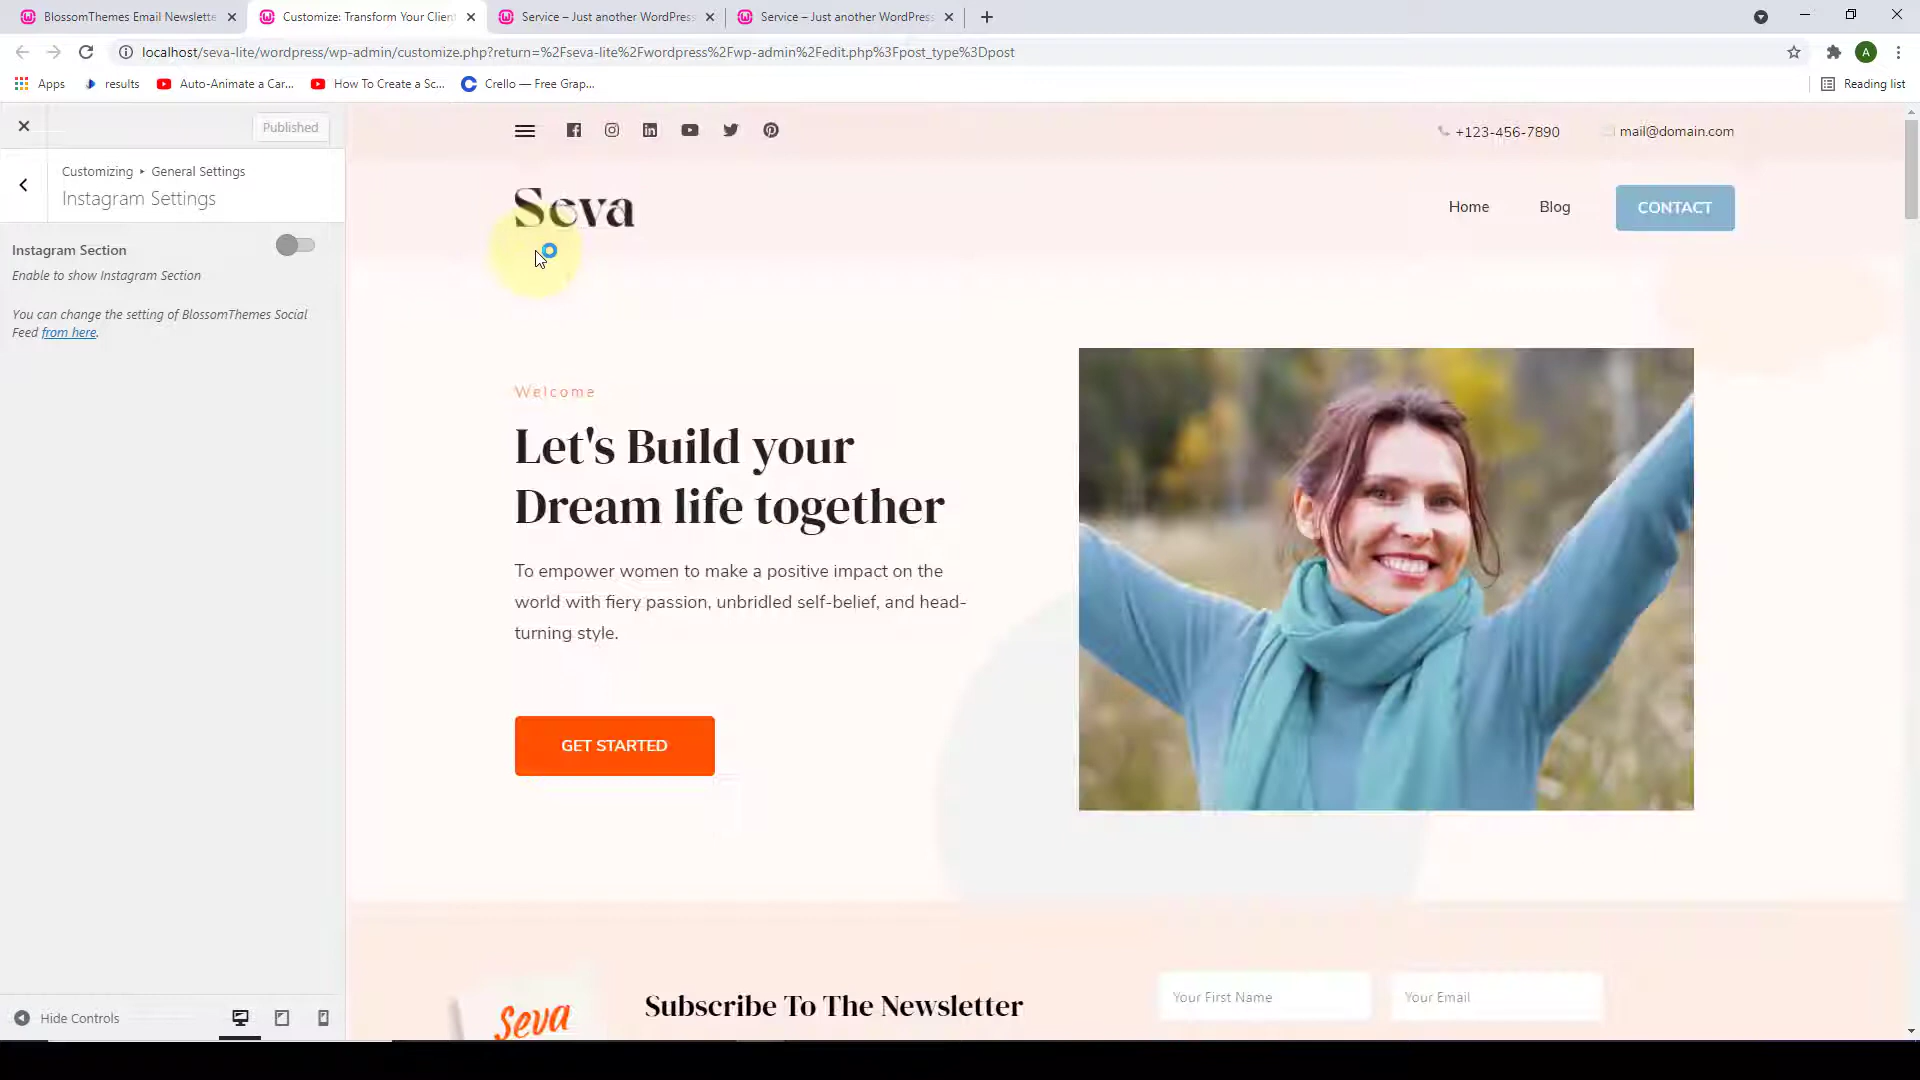 BlossomThemes Email Newslette
Customize: Transform Your Client
Service – Just another WordPres
Service – Just another WordPress
localhost/seva-lite/wordpress/wp-admin/customize.php?return=%2Fseva-lite%2Fwordpress%2Fwp-admin%2Fedit.php%3Fpost_type%3Dpost
A
Apps
results
Auto-Animate a Car...
How To Create a Sc...
Crello — Free Grap...
Reading list
Published
Customizing ▸ General Settings
Instagram Settings
Instagram Section
Enable to show Instagram Section
You can change the setting of BlossomThemes Social
Feed from here.
Hide Controls
+123-456-7890
mail@domain.com
Seva
Home
Blog
CONTACT
Welcome
Let's Build your
Dream life together
To empower women to make a positive impact on the
world with fiery passion, unbridled self-belief, and head-
turning style.
GET STARTED
Seva
Subscribe To The Newsletter
Your First Name
Your Email